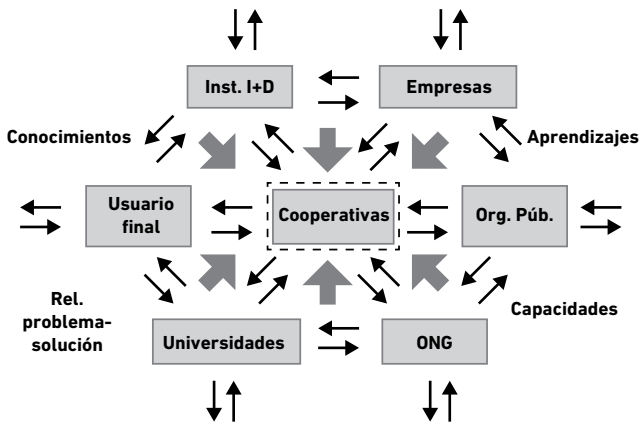 Inst. I+D
Empresas
Conocimientos
Aprendizajes
Usuario
final
Cooperativas
Org. Púb.
Rel.
problema-
solución
Capacidades
Universidades
ONG